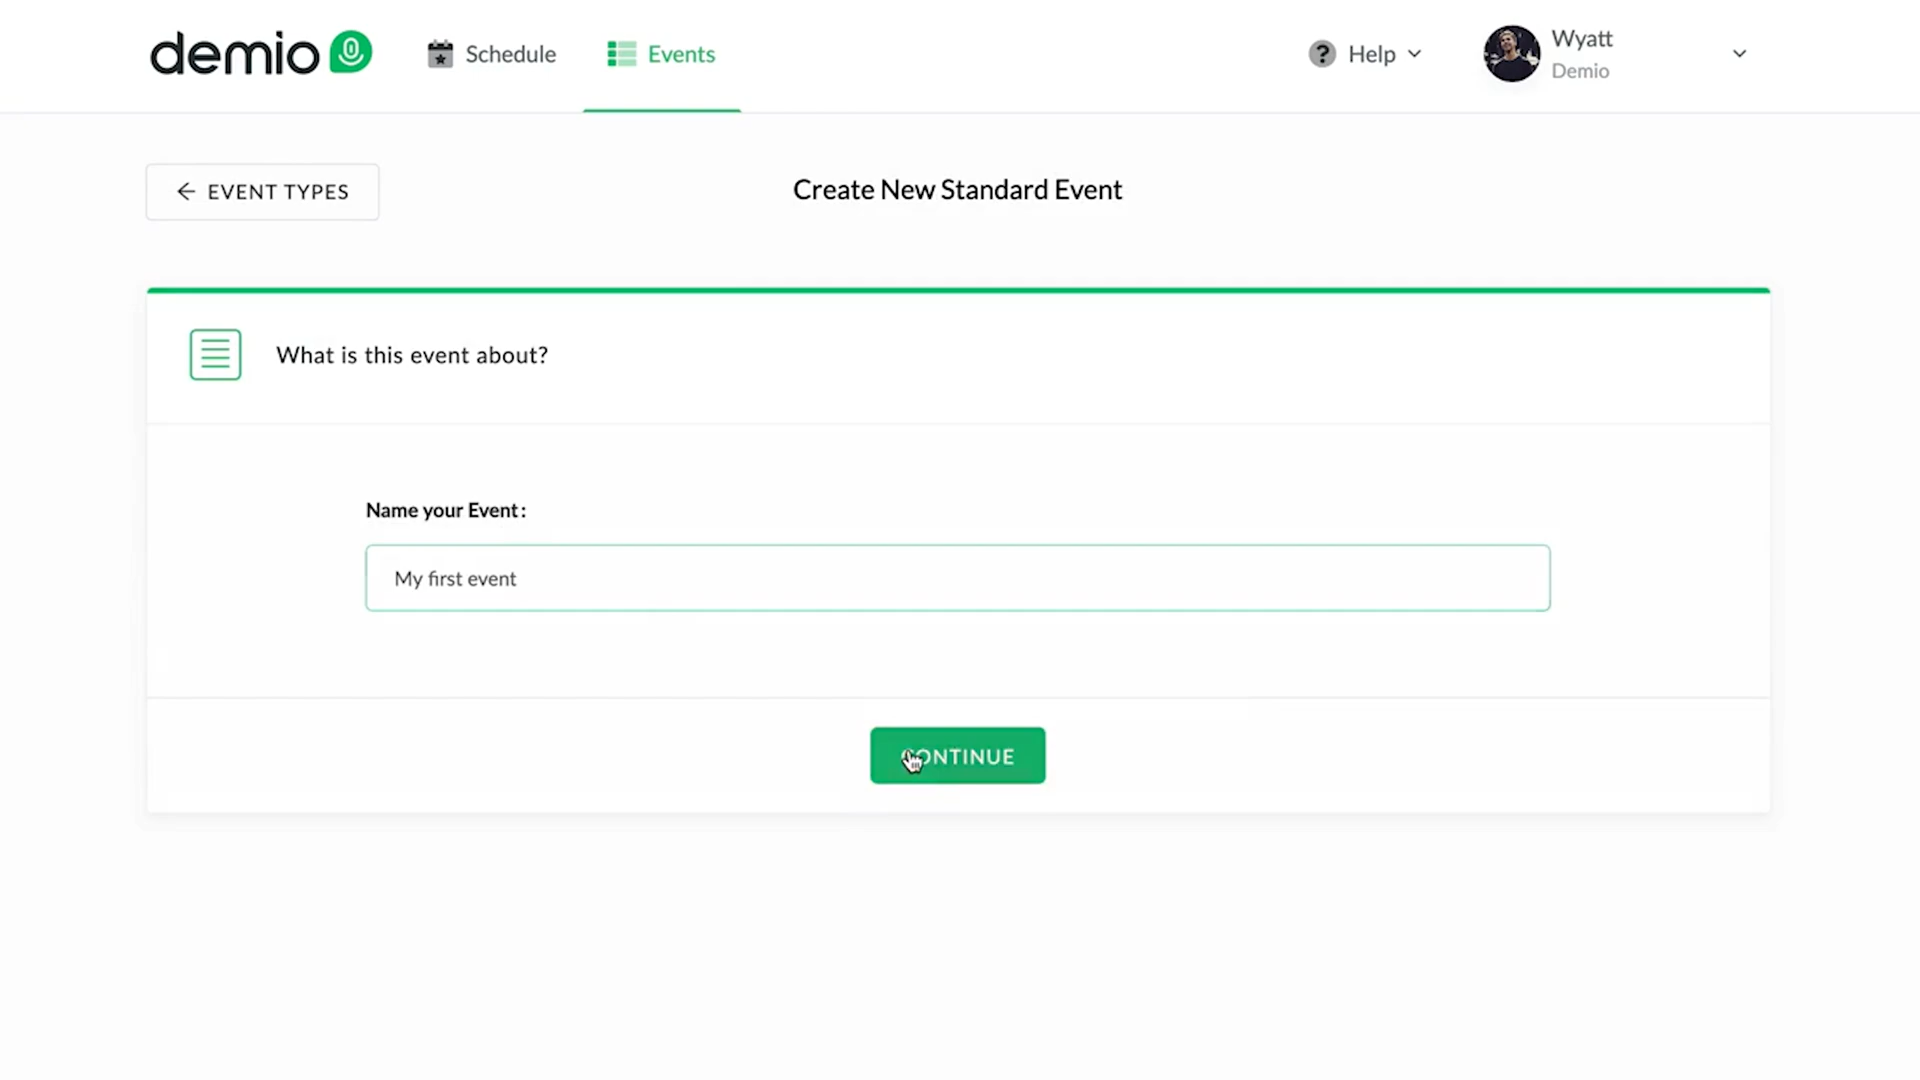 demio
Schedule
Events
Help
Wyatt
Demio
EVENT TYPES
Create New Standard Event
What is this event about?
Name your Event:
My first event
CONTINUE